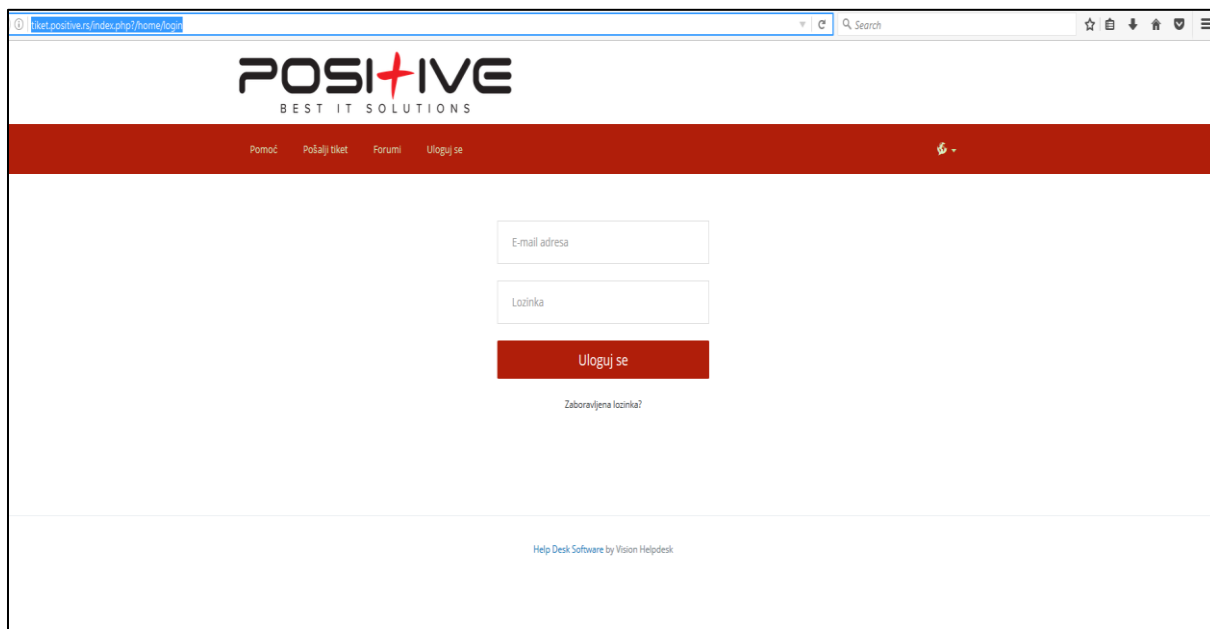 tiket.positive.rs/index.php?/home/login
Search
POSITIVE
BEST IT SOLUTIONS
Pomoć Pošalji tiket Forumi Uloguj se
E-mail adresa
Lozinka
Uloguj se
Zaboravljena lozinka?
Help Desk Software by Vision Helpdesk